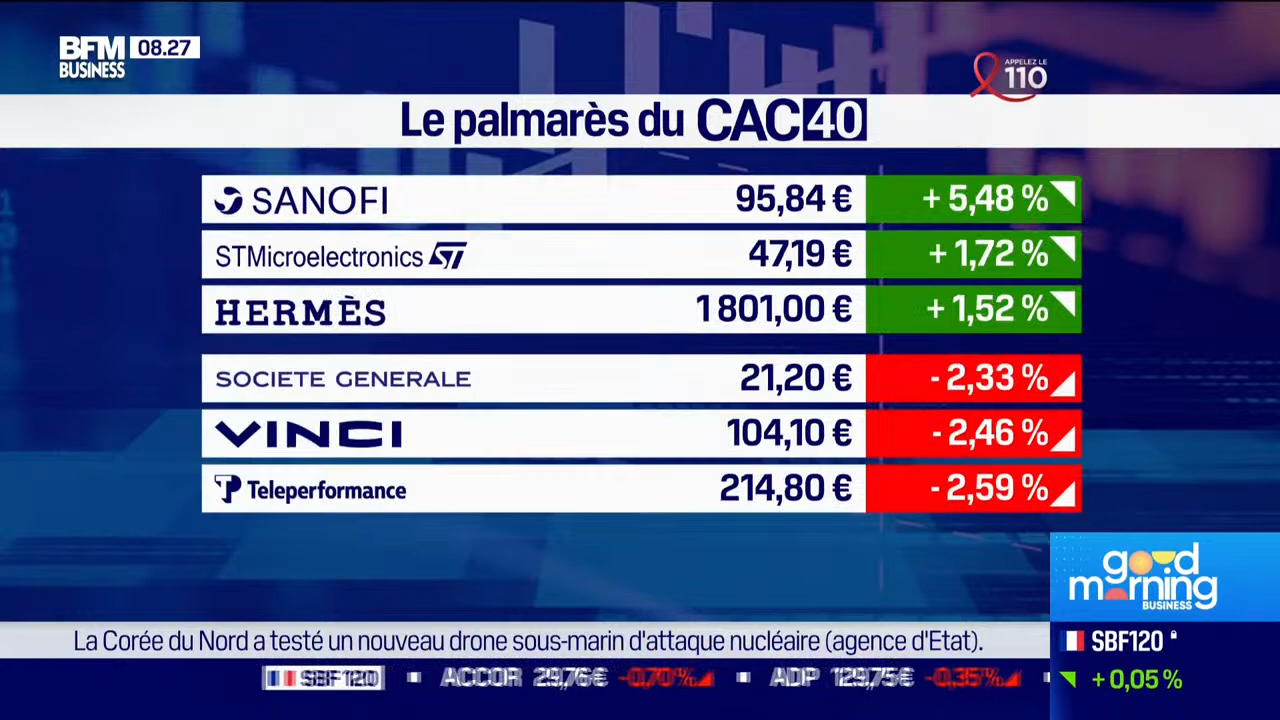 BFM 08.27
BUSINESS
APPELEZ LE
110
Le palmarès du CAC40
SANOFI 95,84 € + 5,48 %
STMicroelectronics ST 47,19 € + 1,72 %
HERMÈS 1 801,00 € + 1,52 %
SOCIETE GENERALE 21,20 € - 2,33 %
VINCI 104,10 € - 2,46 %
TP Teleperformance 214,80 € - 2,59 %
good
morning
BUSINESS
La Corée du Nord a testé un nouveau drone sous-marin d'attaque nucléaire (agence d'Etat).
SBF120
+ 0,05 %
SBF120 ACCOR 29,76€ -0,70% ADP 129,75€ -0,35%